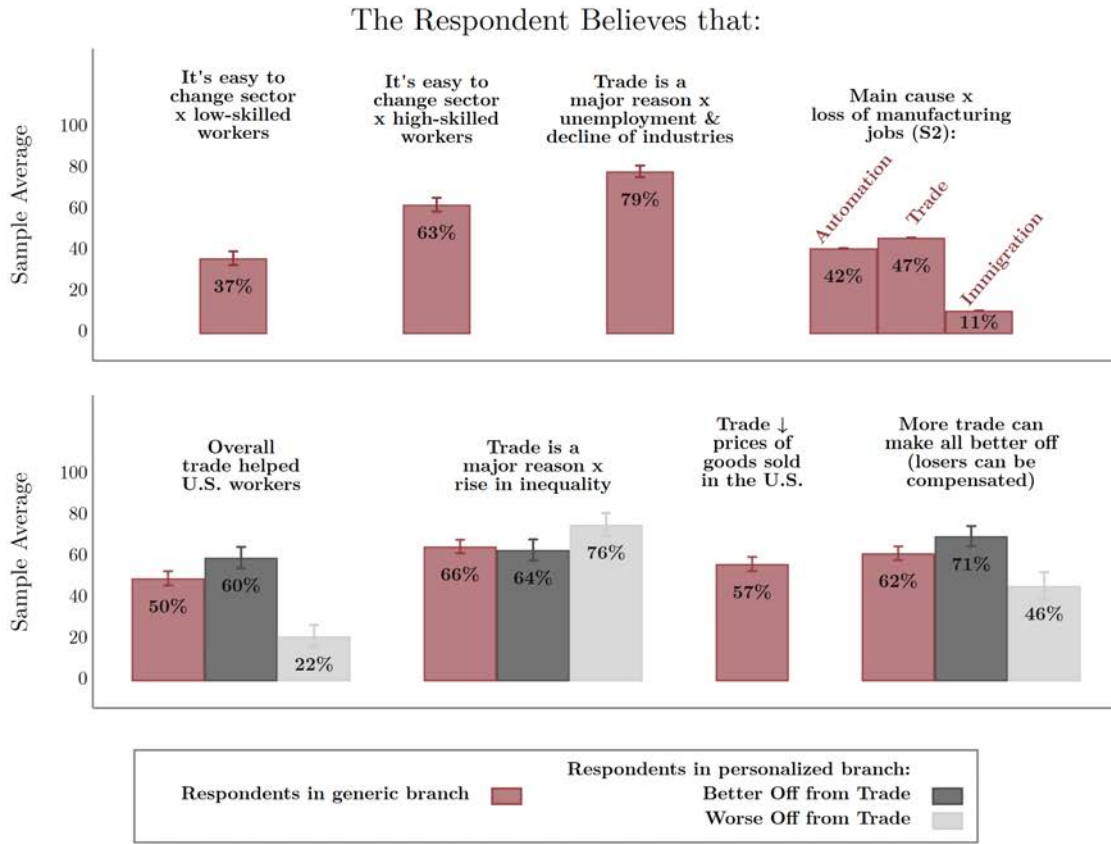 The Respondent Believes that:
It's easy to
change sector
x low-skilled
workers
It's easy to
change sector
x high-skilled
workers
Trade is a
major reason x
unemployment &
decline of industries
Main cause x
loss of manufacturing
jobs (S2):
Sample Average
100
80
60
40
20
0
37%
63%
79%
Automation
Trade
Immigration
42%
47%
11%
Overall
trade helped
U.S. workers
Trade is a
major reason x
rise in inequality
Trade ↓
prices of
goods sold
in the U.S.
More trade can
make all better off
(losers can be
compensated)
Sample Average
100
80
60
40
20
0
50%
60%
22%
66%
64%
76%
57%
62%
71%
46%
Respondents in generic branch
Respondents in personalized branch:
Better Off from Trade
Worse Off from Trade